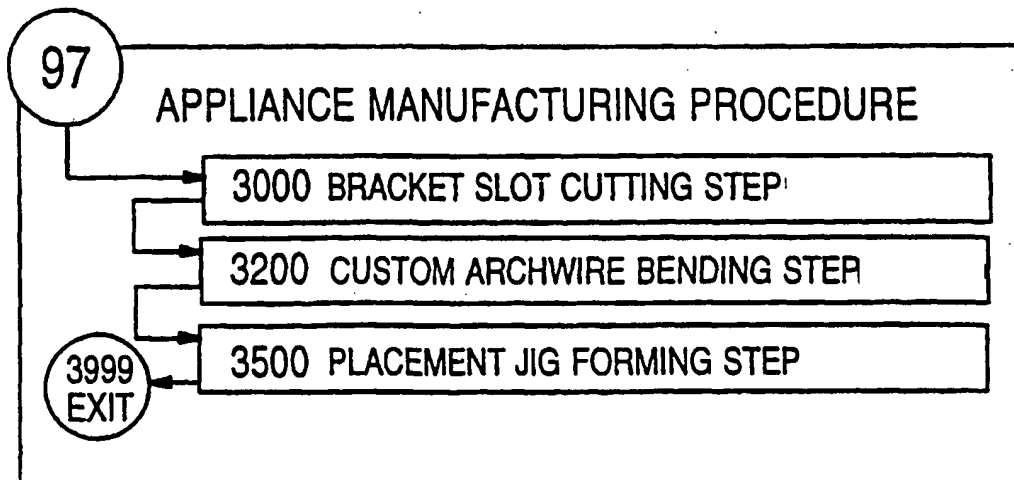 97
APPLIANCE MANUFACTURING PROCEDURE
3000 BRACKET SLOT CUTTING STEP
3200 CUSTOM ARCHWIRE BENDING STEP
3500 PLACEMENT JIG FORMING STEP
3999
EXIT